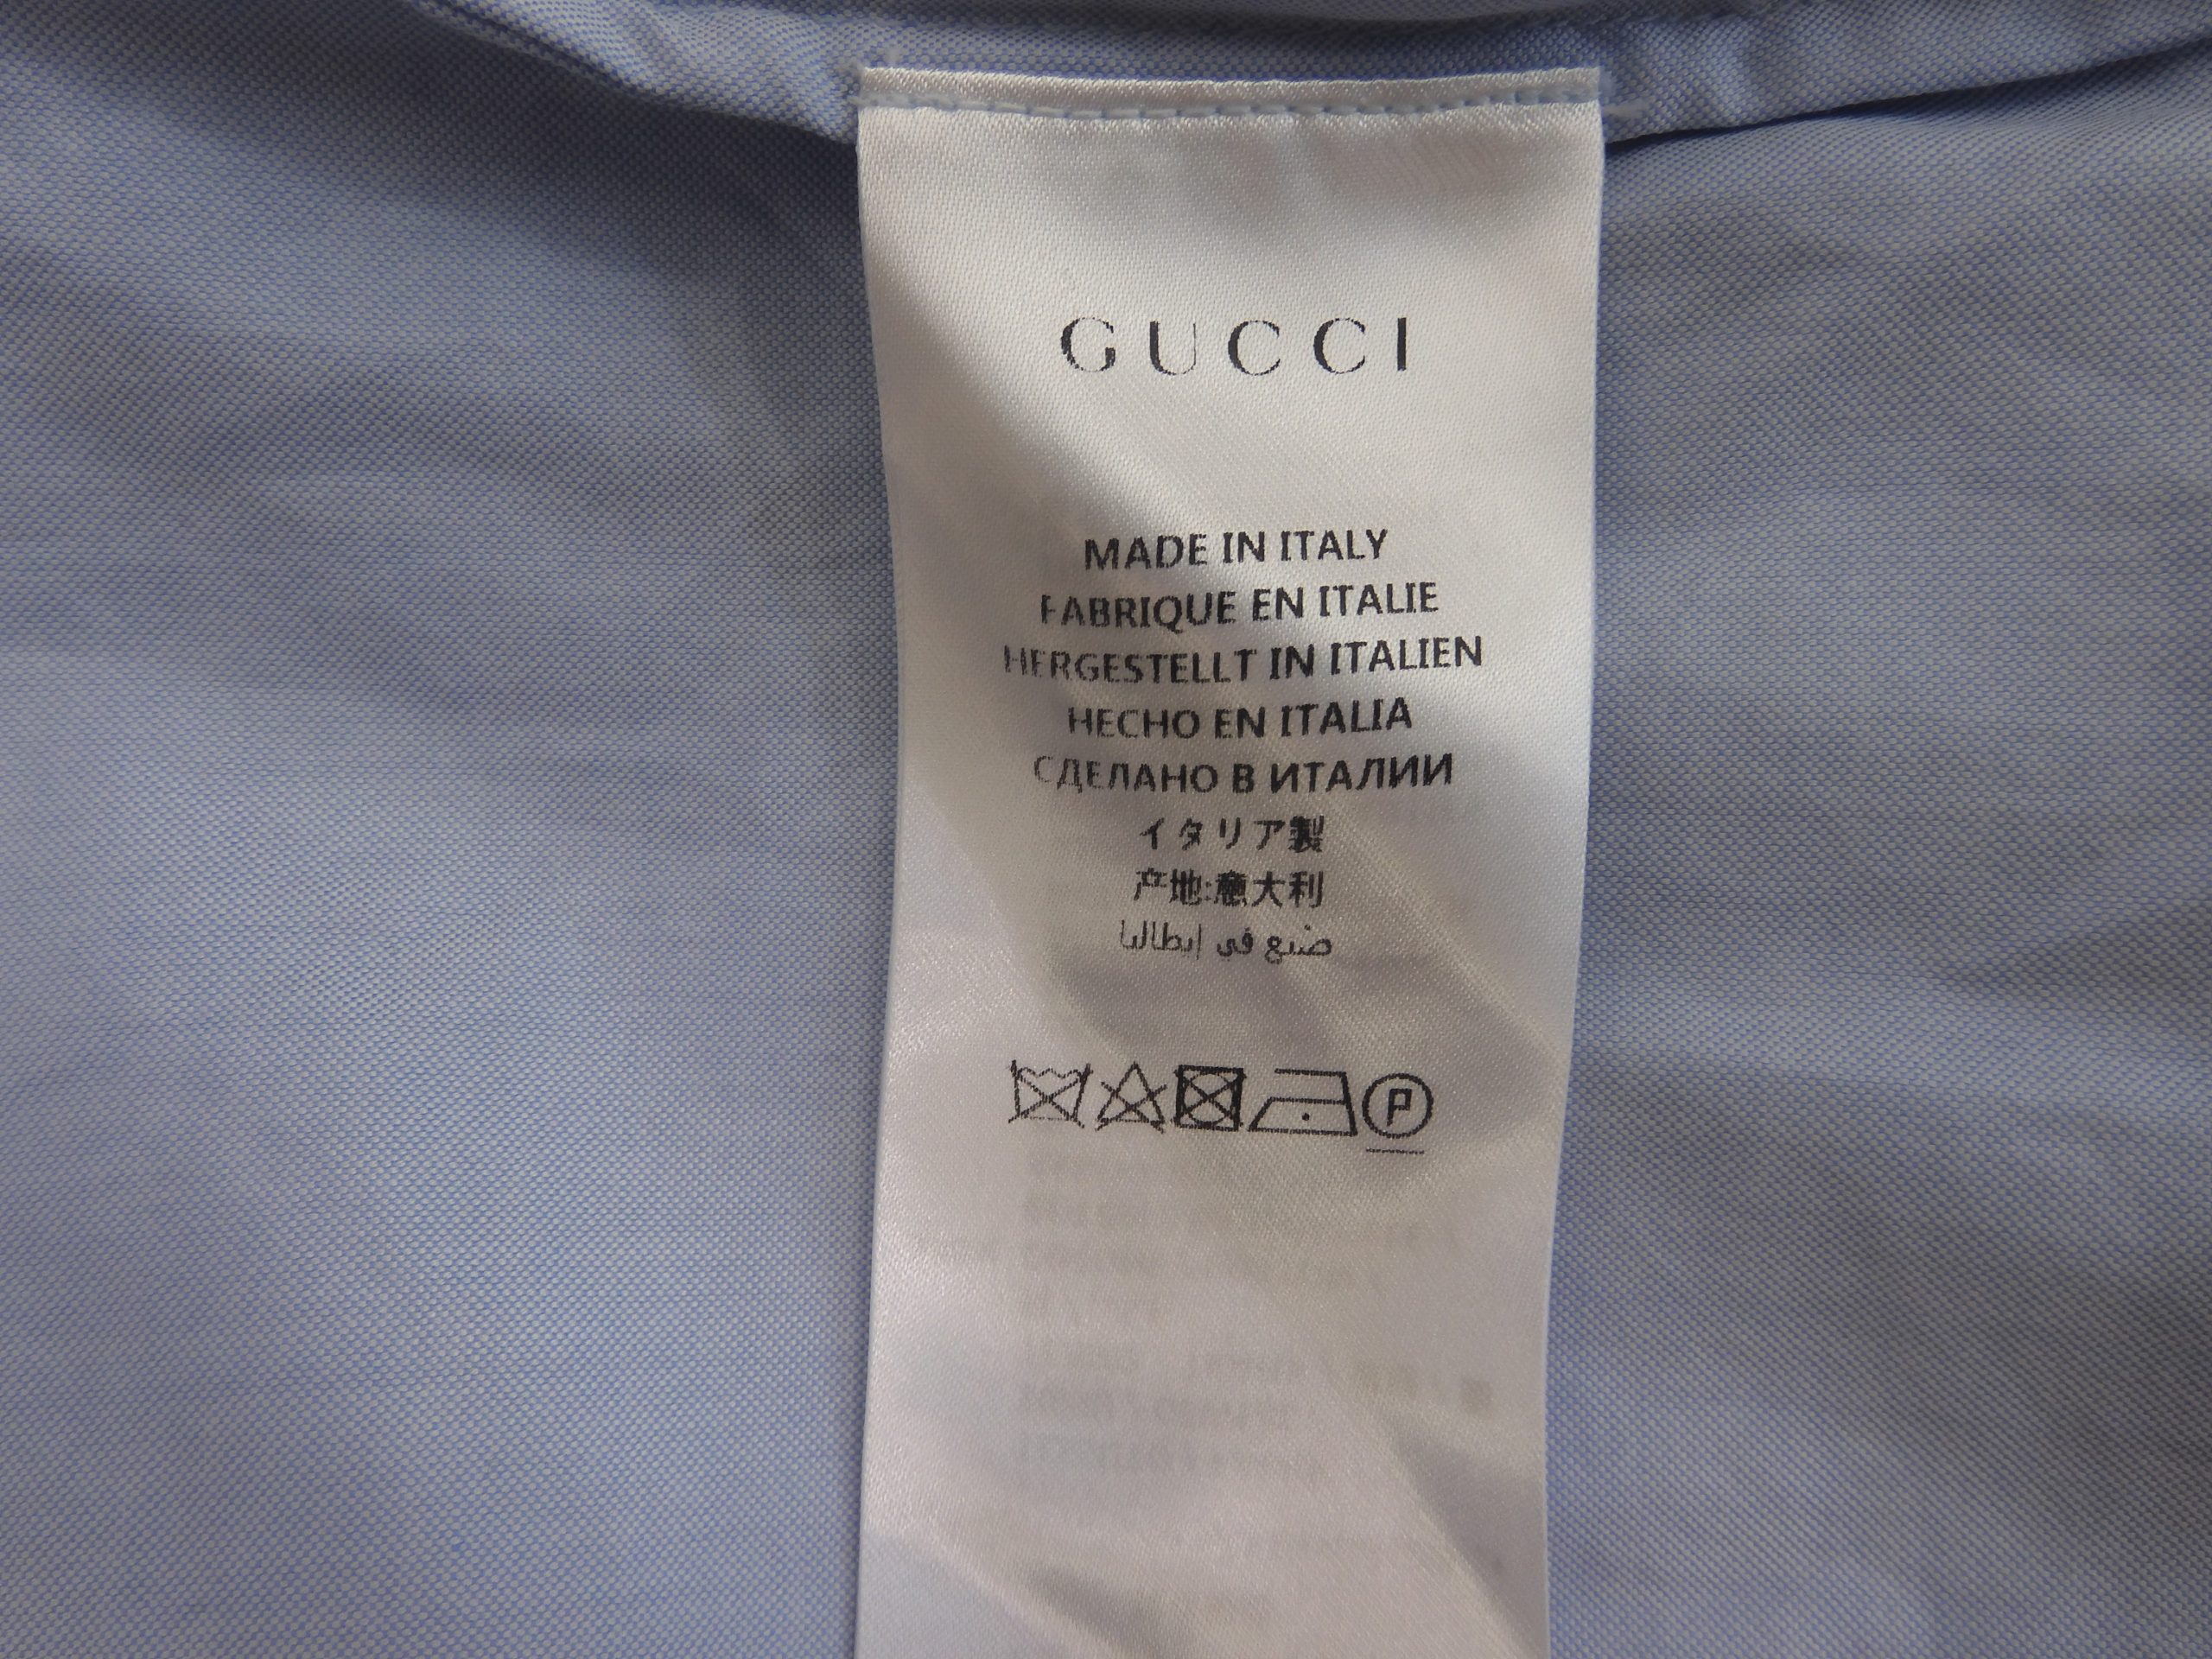 GUCCI
MADE IN ITALY
FABRIQUE EN ITALIE
HERGESTELLT IN ITALIEN
HECHO EN ITALIA
СДЕЛАНО В ИТАЛИИ
イタリア製
产地:意大利
صنع في إيطاليا
P